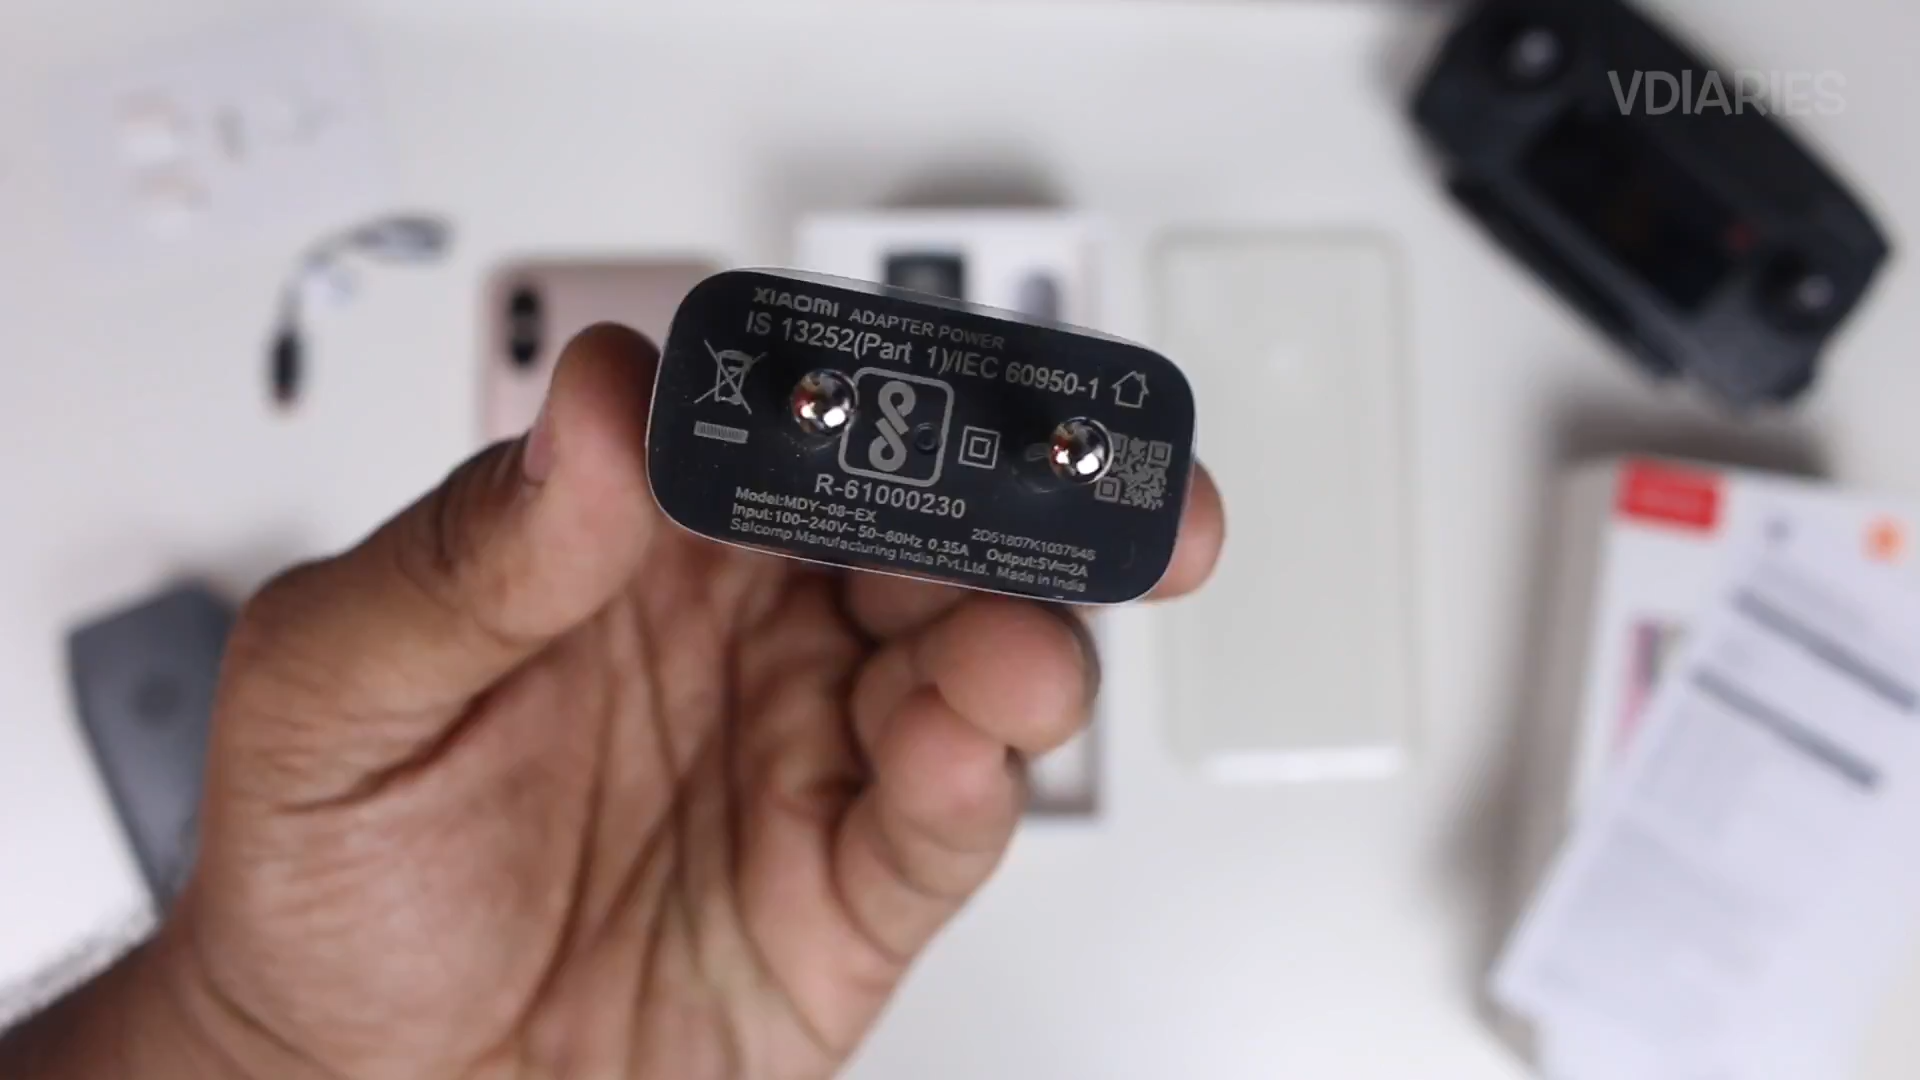 VDIARIES
XIAOMI ADAPTER POWER
IS 13252(Part 1)/IEC 60950-1
R-61000230
Model:MDY-08-EX
Input:100-240V~50-60Hz 0.35A Output:5V⎓2A
Salcomp Manufacturing India Pvt.Ltd. Made in India